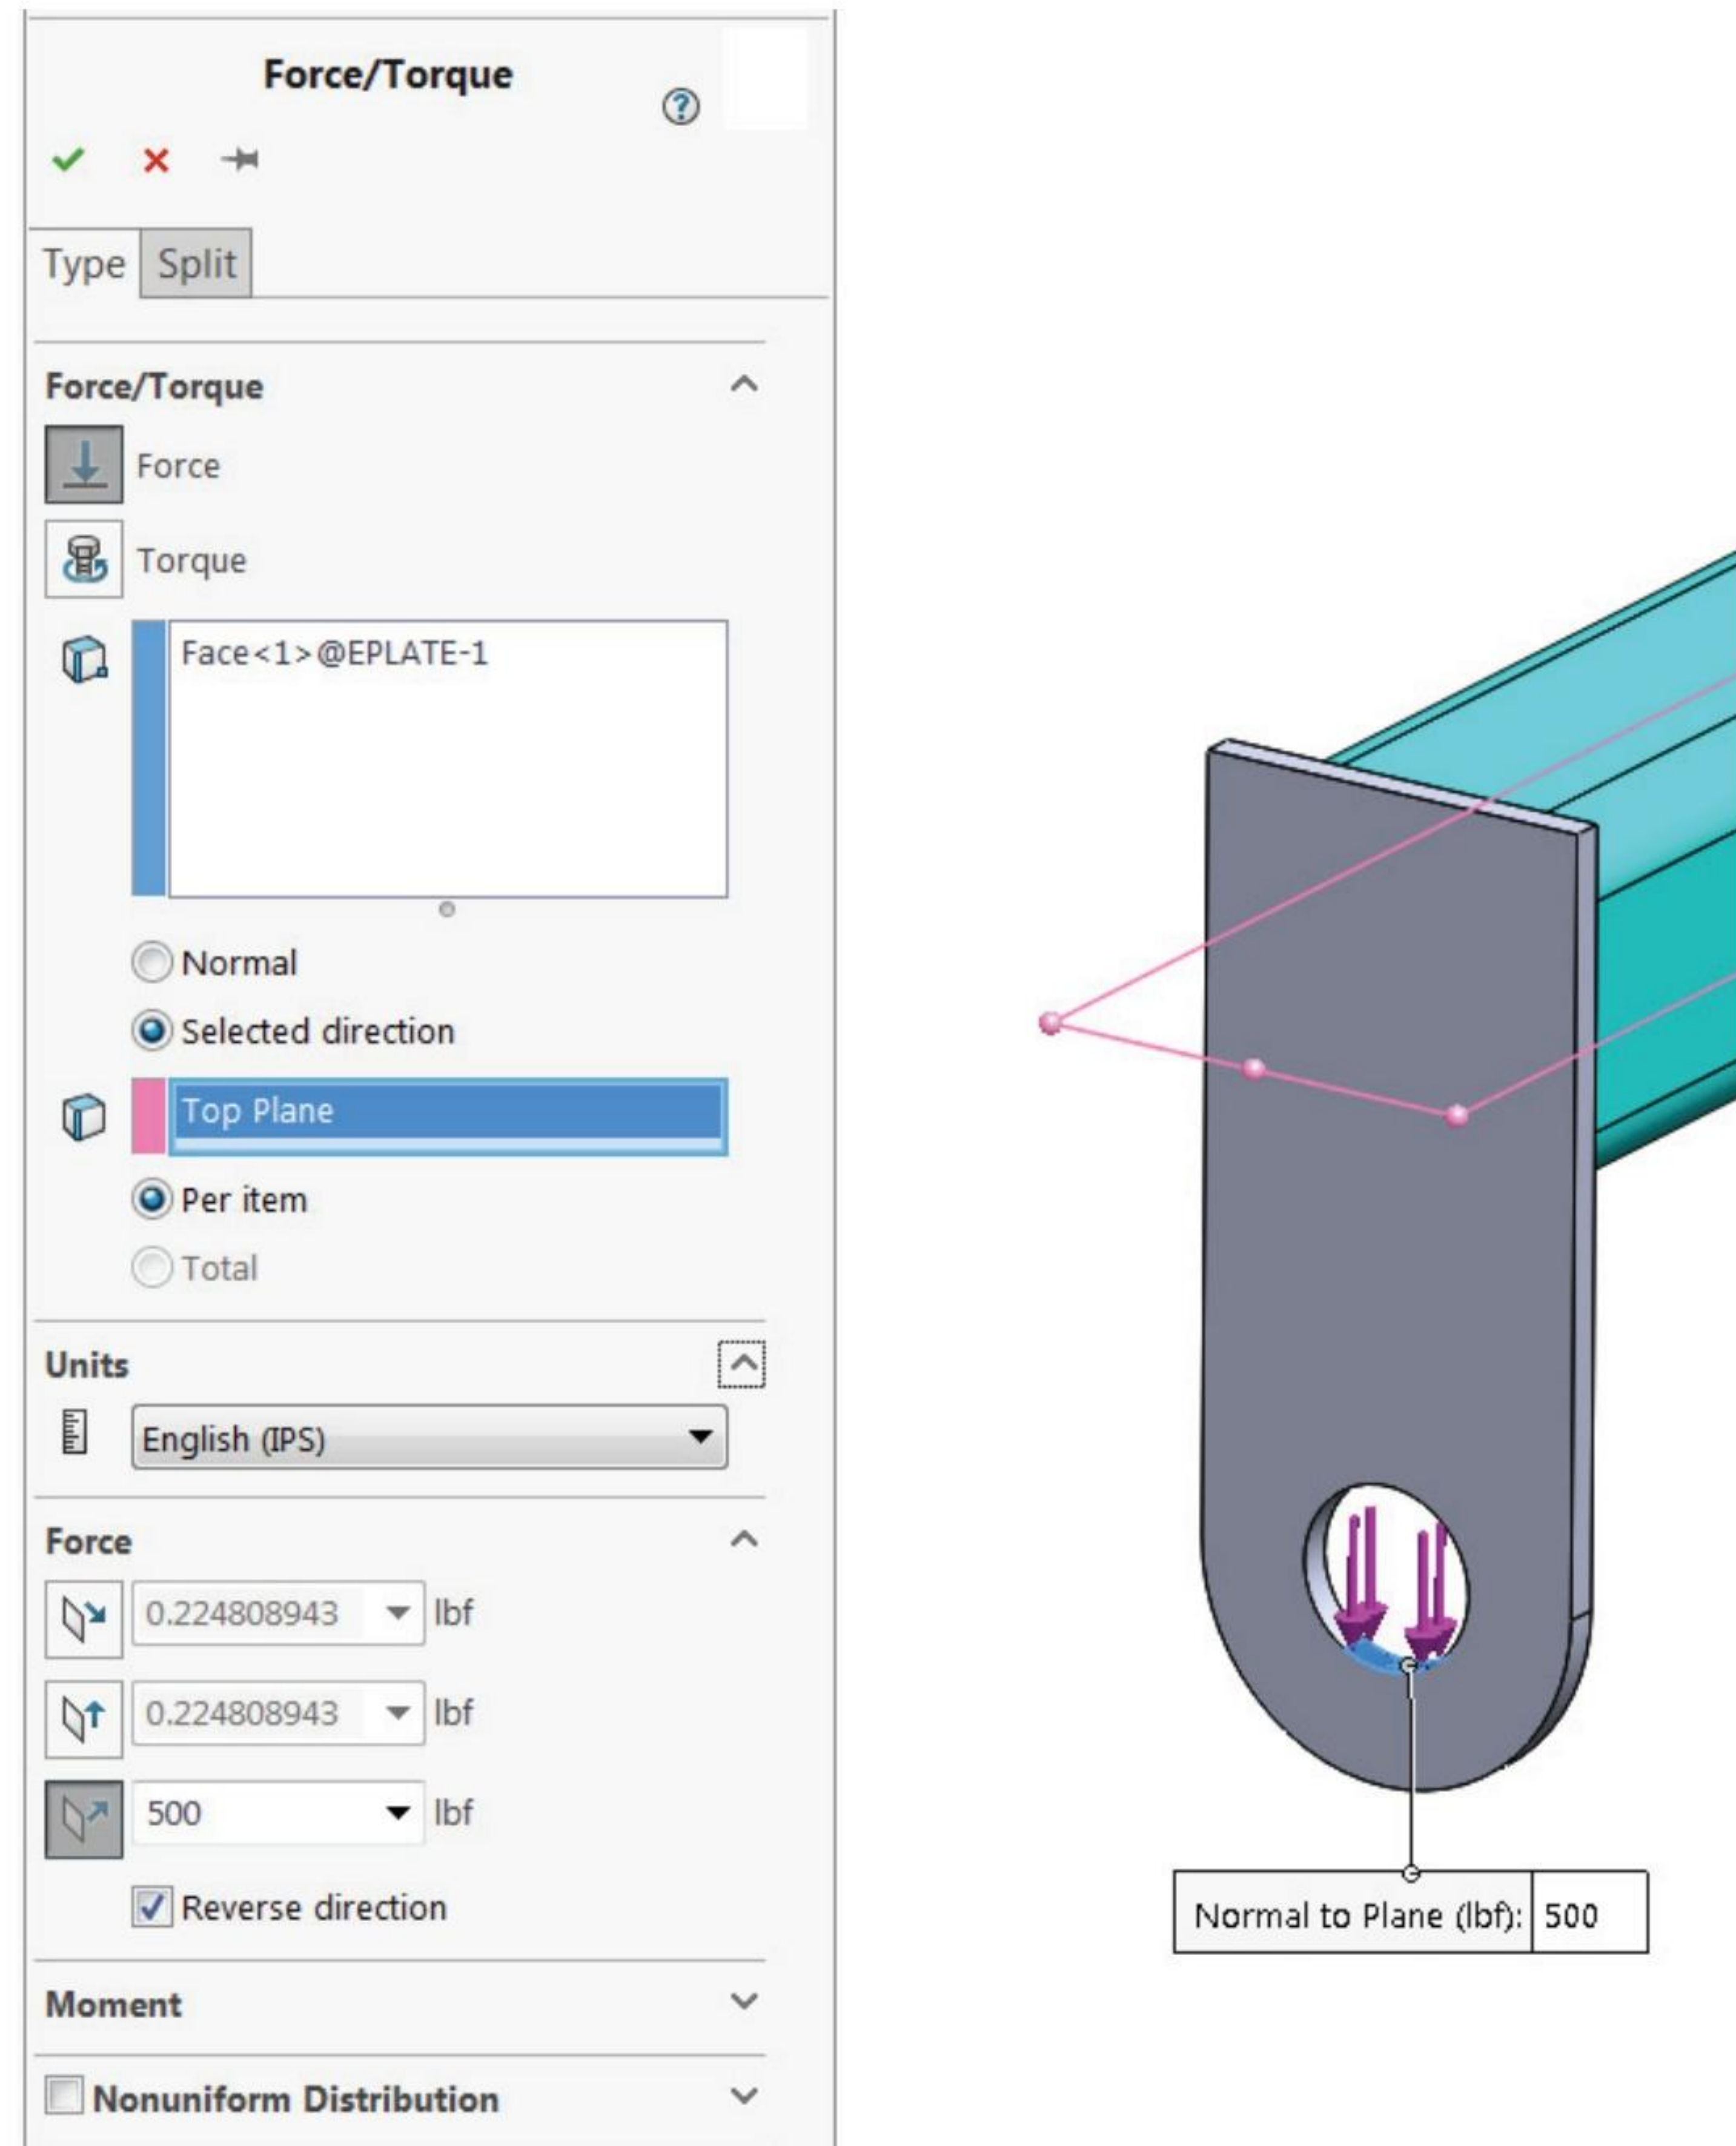 Force/Torque
Type Split
Force/Torque
Force
Torque
Face<1>@EPLATE-1
Normal
Selected direction
Top Plane
Per item
Total
Units
English (IPS)
Force
0.224808943 lbf
0.224808943 lbf
500 lbf
Reverse direction
Moment
Nonuniform Distribution
Normal to Plane (lbf): 500